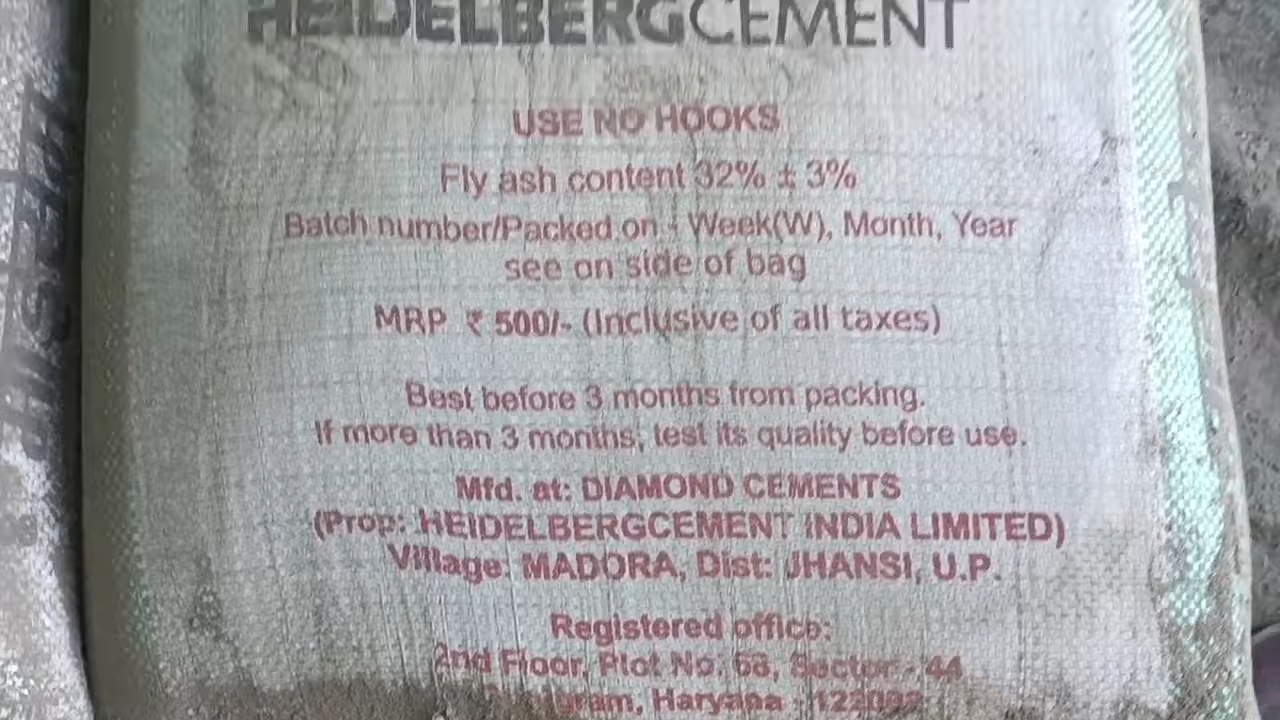 HEIDELBERGCEMENT
USE NO HOOKS
Fly ash content 32% ± 3%
Batch number/Packed on : Week(W), Month, Year
see on side of bag
MRP ₹ 500/- (Inclusive of all taxes)
Best before 3 months from packing.
If more than 3 months, test its quality before use.
Mfd. at: DIAMOND CEMENTS
(Prop: HEIDELBERGCEMENT INDIA LIMITED)
Village: MADORA, Dist: JHANSI, U.P.
Registered office:
2nd Floor, Plot No. 68, Sector - 44
Haryana